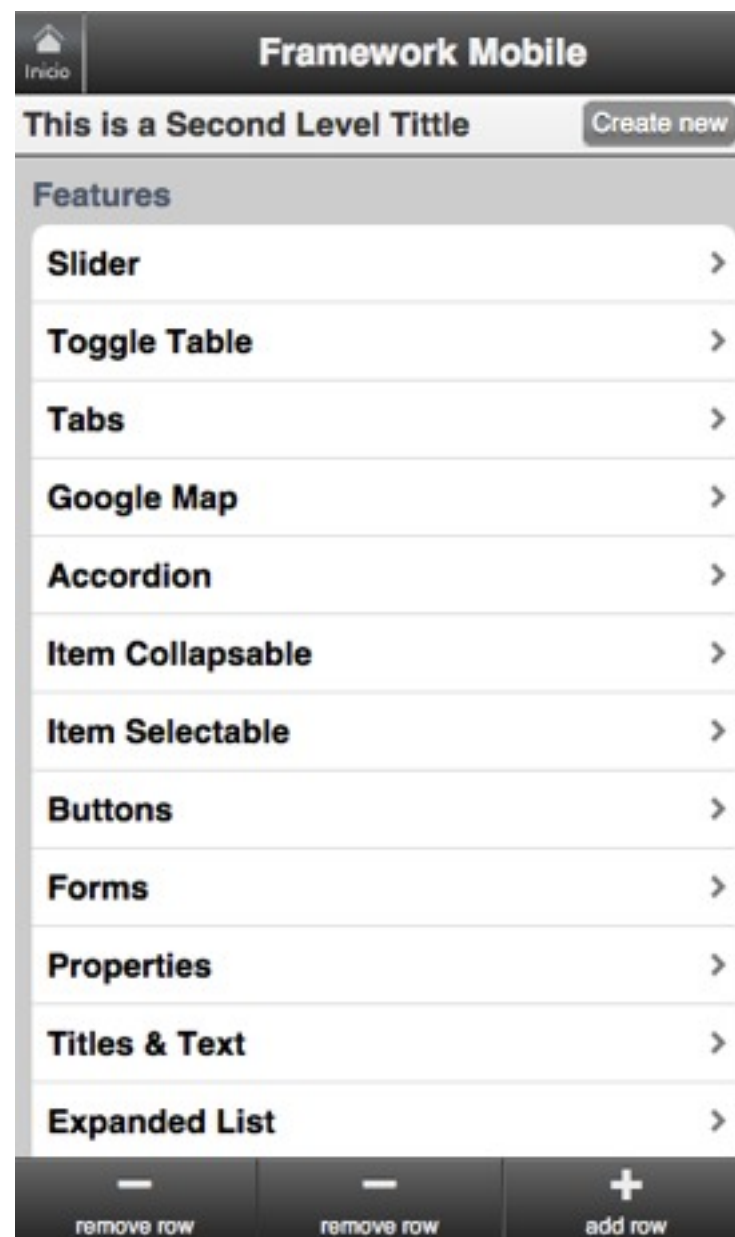 Inicio
Framework Mobile
This is a Second Level Tittle
Create new
Features
Slider
Toggle Table
Tabs
Google Map
Accordion
Item Collapsable
Item Selectable
Buttons
Forms
Properties
Titles & Text
Expanded List
remove row
remove row
add row